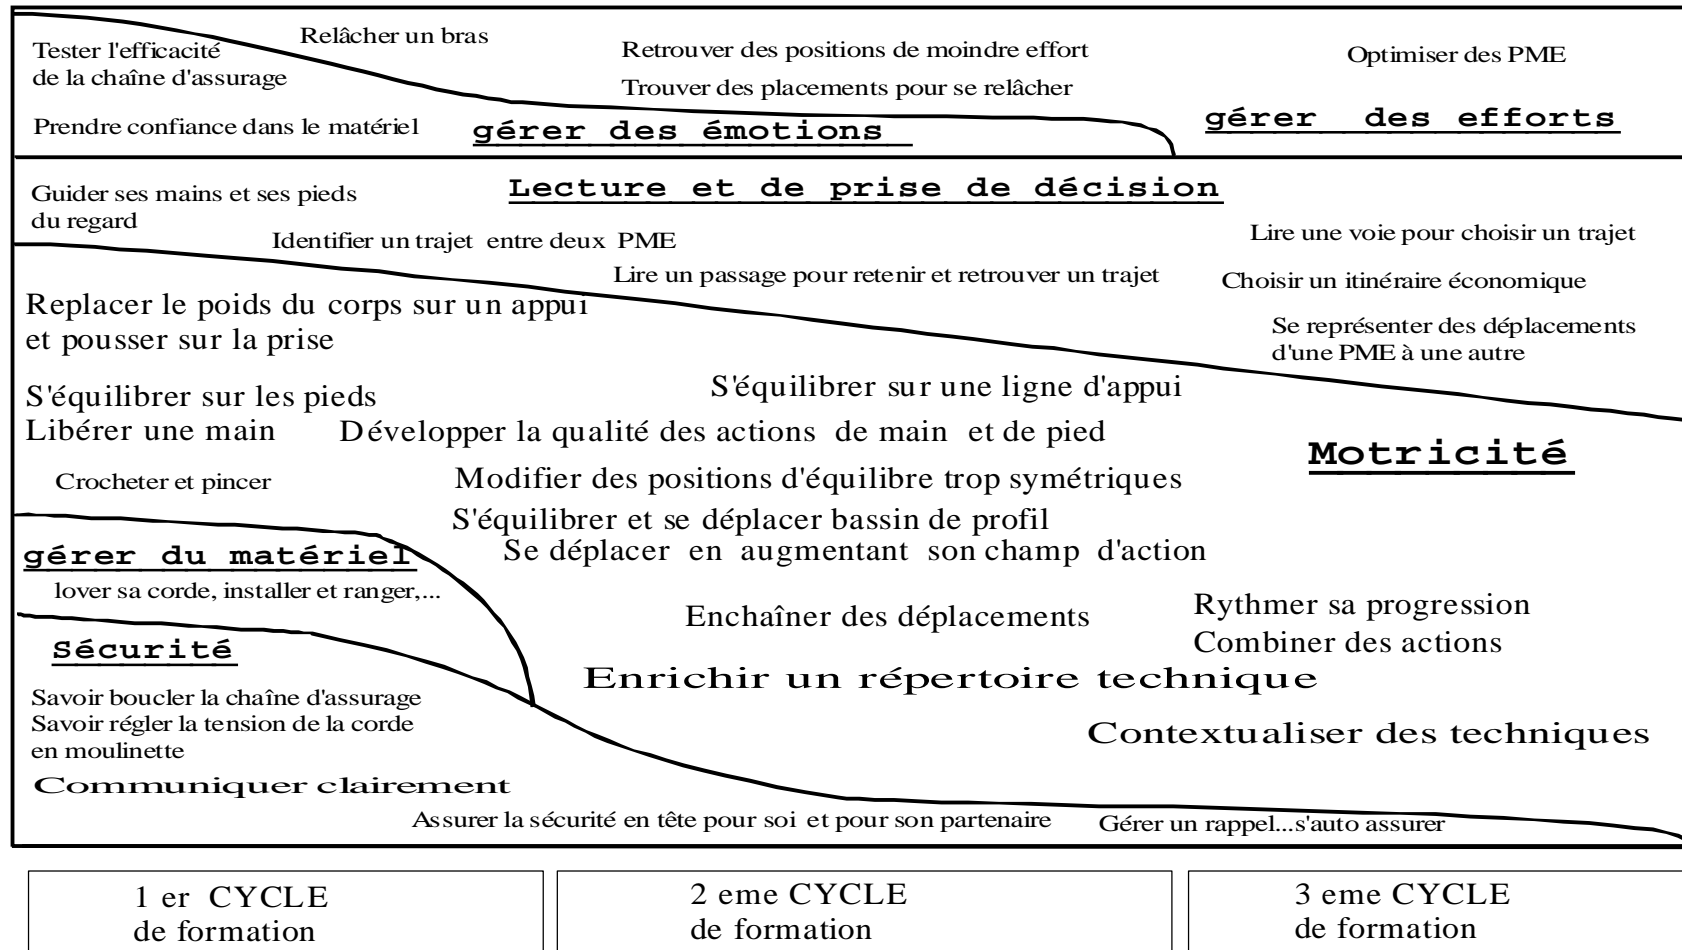 Relâcher un bras
Tester l'efficacité
de la chaîne d'assurage
Retrouver des positions de moindre effort
Optimiser des PME
Trouver des placements pour se relâcher
Prendre confiance dans le matériel
gérer des émotions
gérer des efforts
Lecture et de prise de décision
Guider ses mains et ses pieds
du regard
Identifier un trajet entre deux PME
Lire une voie pour choisir un trajet
Lire un passage pour retenir et retrouver un trajet
Choisir un itinéraire économique
Replacer le poids du corps sur un appui
et pousser sur la prise
Se représenter des déplacements
d'une PME à une autre
S'équilibrer sur les pieds
S'équilibrer sur une ligne d'appui
Libérer une main
Développer la qualité des actions de main et de pied
Motricité
Crocheter et pincer
Modifier des positions d'équilibre trop symétriques
S'équilibrer et se déplacer bassin de profil
gérer du matériel
Se déplacer en augmentant son champ d'action
lover sa corde, installer et ranger,...
Enchaîner des déplacements
Rythmer sa progression
Combiner des actions
Sécurité
Enrichir un répertoire technique
Savoir boucler la chaîne d'assurage
Savoir régler la tension de la corde
en moulinette
Contextualiser des techniques
Communiquer clairement
Assurer la sécurité en tête pour soi et pour son partenaire
Gérer un rappel...s'auto assurer
1 er CYCLE
de formation
2 eme CYCLE
de formation
3 eme CYCLE
de formation